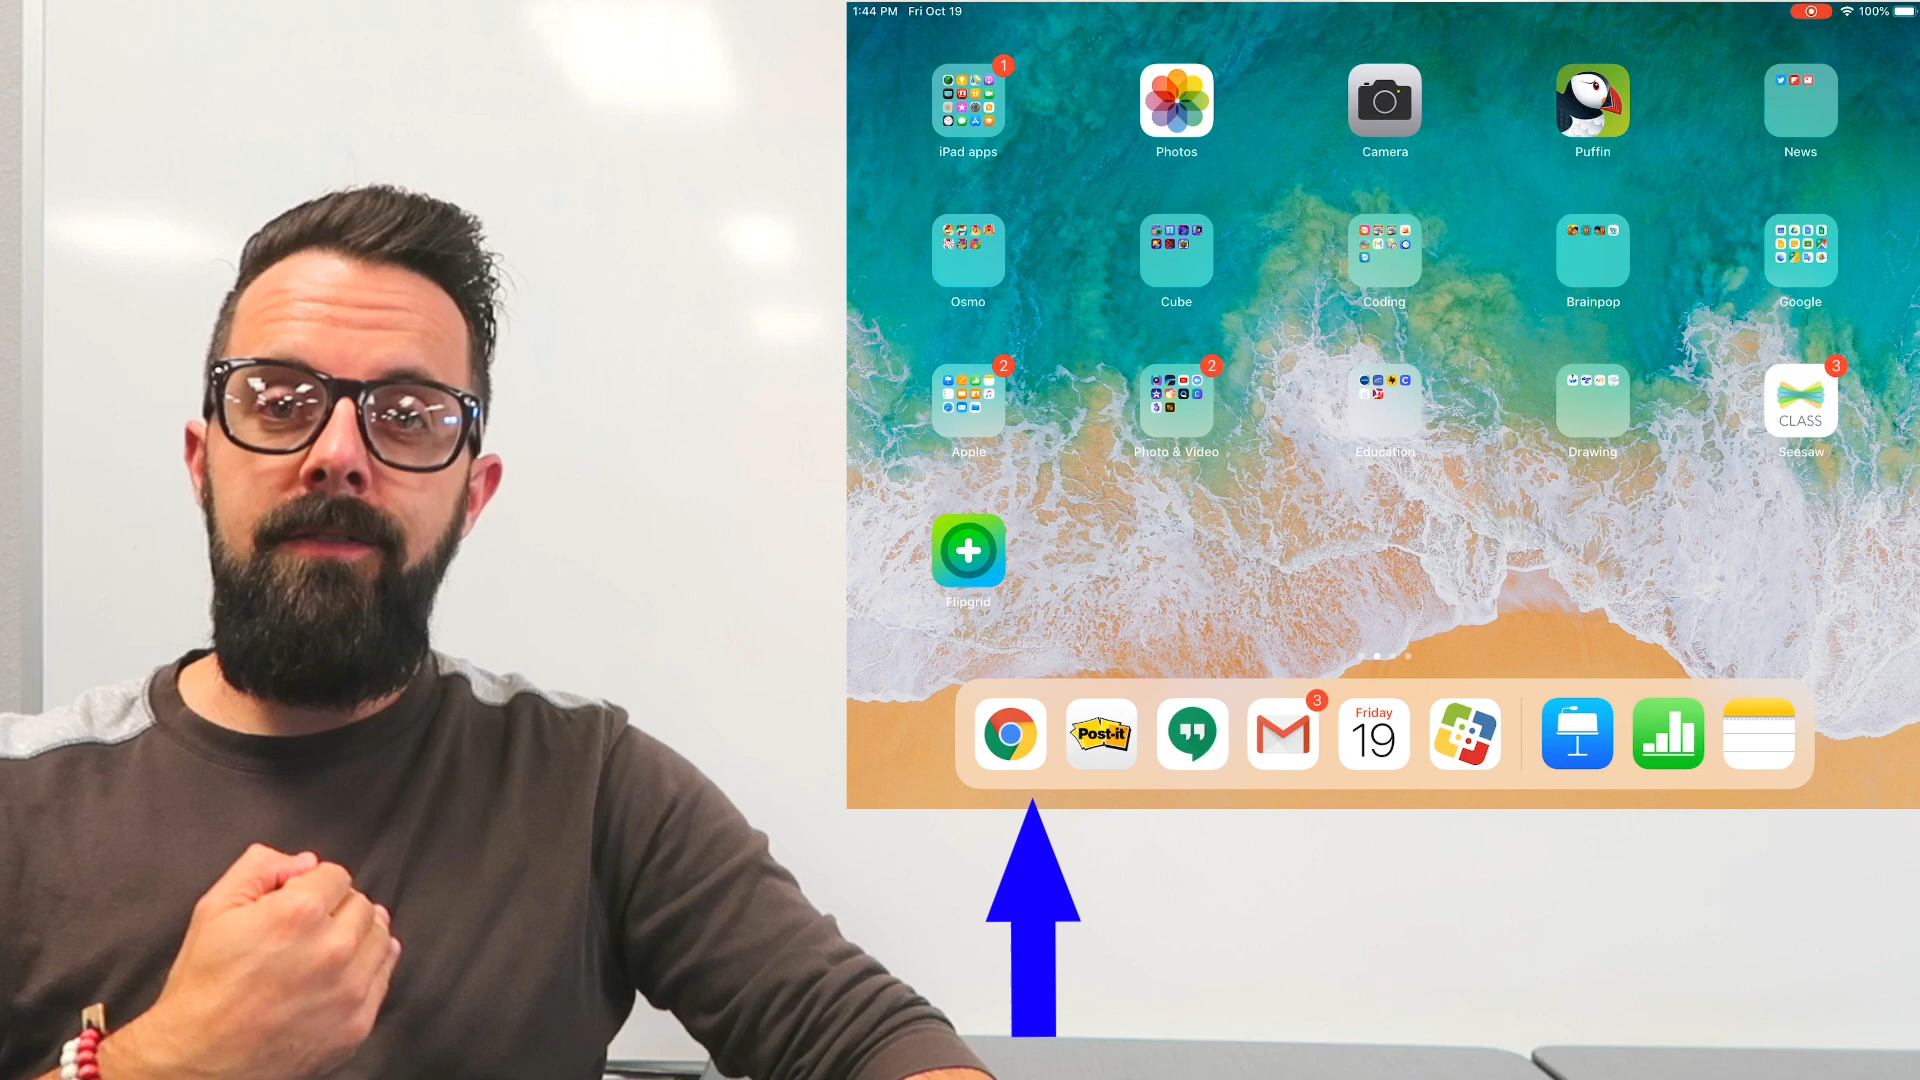 1:44 PM Fri Oct 19
100%
1
iPad apps
Photos
Camera
Puffin
News
Osmo
Cube
Coding
Brainpop
Google
2
Apple
2
Photo & Video
Education
Drawing
3
CLASS
Seesaw
Flipgrid
Post-it
3
Friday
19